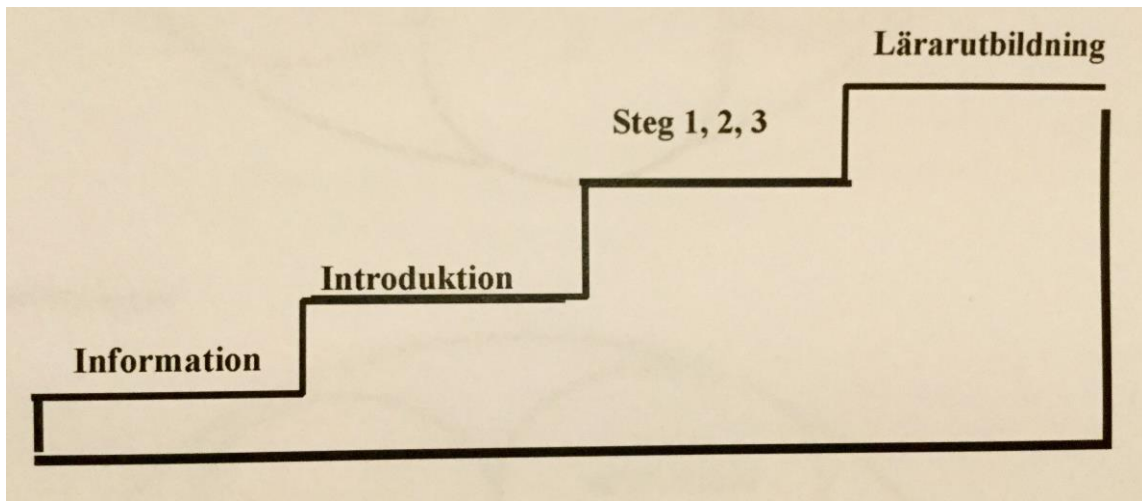 Lärarutbildning
Steg 1, 2, 3
Introduktion
Information